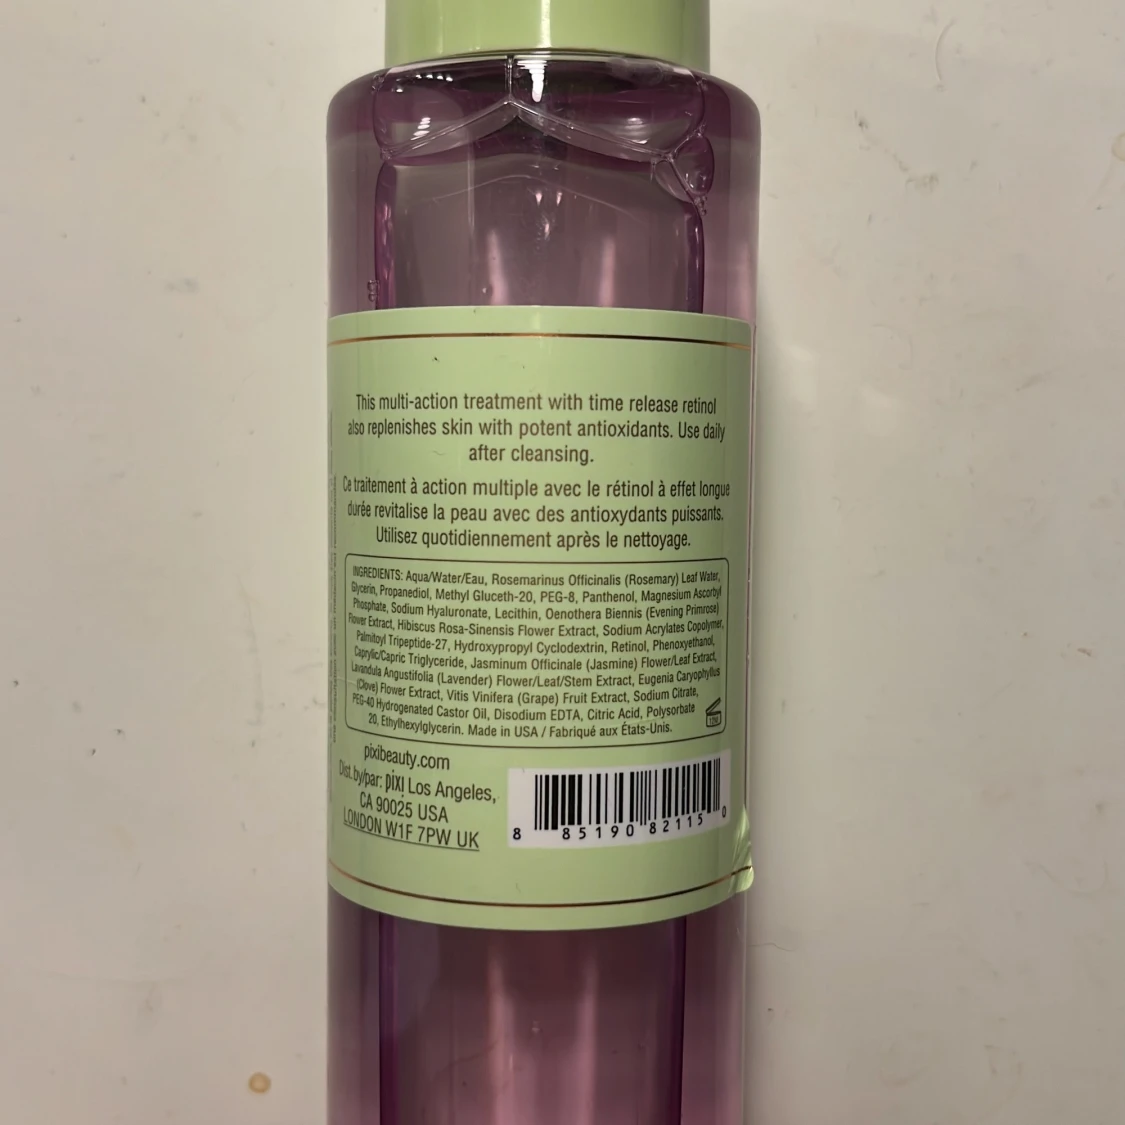 This multi-action treatment with time release retinol
also replenishes skin with potent antioxidants. Use daily
after cleansing.
Ce traitement à action multiple avec le rétinol à effet longue
durée revitalise la peau avec des antioxydants puissants.
Utilisez quotidiennement après le nettoyage.
INGREDIENTS: Aqua/Water/Eau, Rosemarinus Officinalis (Rosemary) Leaf Water,
Glycerin, Propanediol, Methyl Gluceth-20, PEG-8, Panthenol, Magnesium Ascorbyl
Phosphate, Sodium Hyaluronate, Lecithin, Oenothera Biennis (Evening Primrose)
Flower Extract, Hibiscus Rosa-Sinensis Flower Extract, Sodium Acrylates Copolymer,
Palmitoyl Tripeptide-27, Hydroxypropyl Cyclodextrin, Retinol, Phenoxyethanol,
Caprylic/Capric Triglyceride, Jasminum Officinale (Jasmine) Flower/Leaf Extract,
Lavandula Angustifolia (Lavender) Flower/Leaf/Stem Extract, Eugenia Caryophyllus
(Clove) Flower Extract, Vitis Vinifera (Grape) Fruit Extract, Sodium Citrate,
PEG-40 Hydrogenated Castor Oil, Disodium EDTA, Citric Acid, Polysorbate
20, Ethylhexylglycerin. Made in USA / Fabriqué aux États-Unis.
pixibeauty.com
Dist. by/par: pixi Los Angeles,
CA 90025 USA
LONDON W1F 7PW UK
8 85190 82115 0